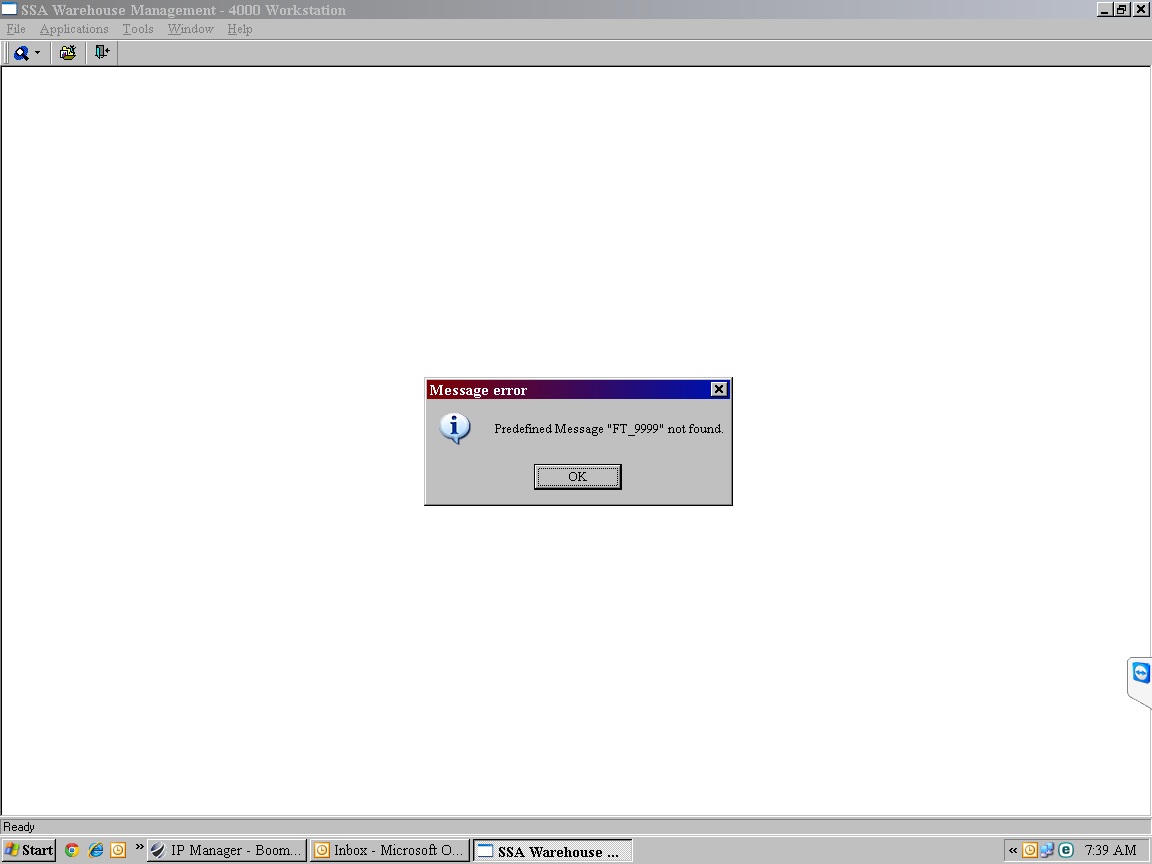 SSA Warehouse Management - 4000 Workstation
File Applications Tools Window Help
Message error
Predefined Message "FT_9999" not found.
OK
Ready
Start » IP Manager - Boom... Inbox - Microsoft O... SSA Warehouse ... « 7:39 AM